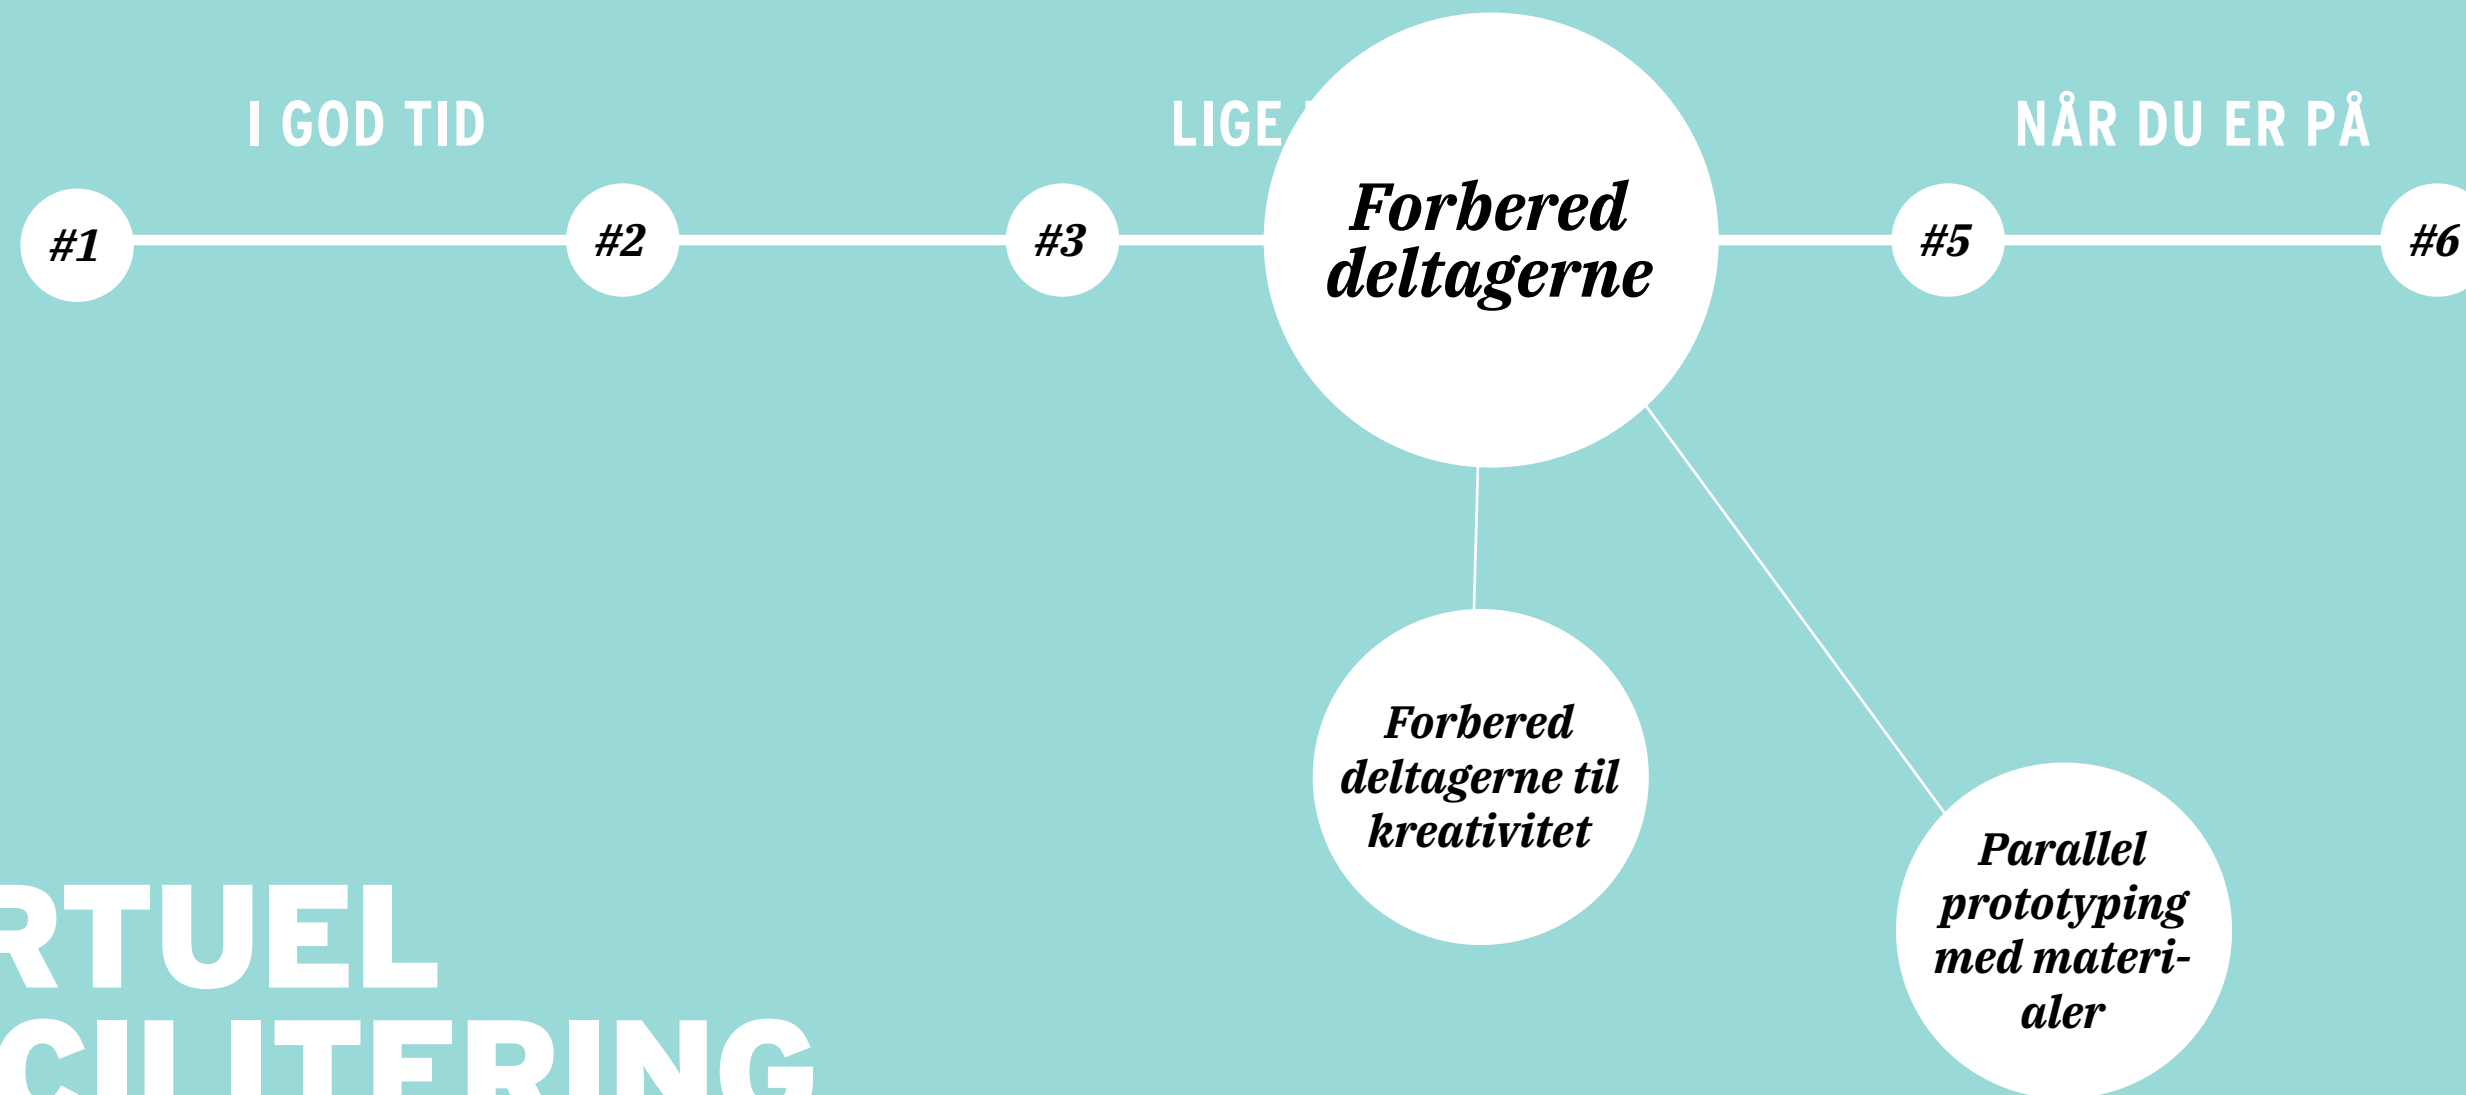 I GOD TID
LIGE
NÅR DU ER PÅ
#1
#2
#3
Forbered
deltagerne
#5
#6
Forbered
deltagerne til
kreativitet
Parallel
prototyping
med materi-
aler
RTUEL
CILITERING